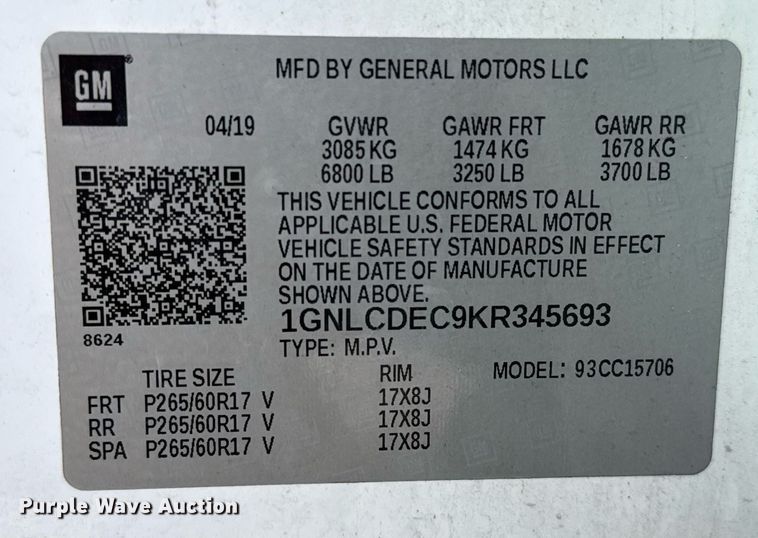 GM
MFD BY GENERAL MOTORS LLC
04/19 GVWR GAWR FRT GAWR RR
3085 KG 1474 KG 1678 KG
6800 LB 3250 LB 3700 LB
THIS VEHICLE CONFORMS TO ALL
APPLICABLE U.S. FEDERAL MOTOR
VEHICLE SAFETY STANDARDS IN EFFECT
ON THE DATE OF MANUFACTURE
SHOWN ABOVE.
1GNLCDEC9KR345693
8624
TYPE: M.P.V.
TIRE SIZE RIM MODEL: 93CC15706
FRT P265/60R17 V 17X8J
RR P265/60R17 V 17X8J
SPA P265/60R17 V 17X8J
Purple Wave Auction